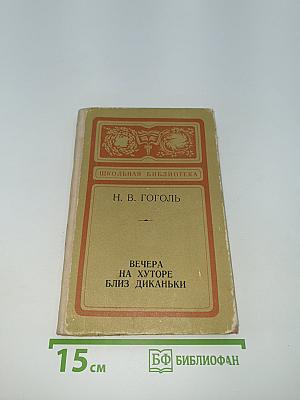 ШКОЛЬНАЯ БИБЛИОТЕКА
Н. В. ГОГОЛЬ
ВЕЧЕРА
НА ХУТОРЕ
БЛИЗ ДИКАНЬКИ
15 см
БФ БИБЛИОФАН